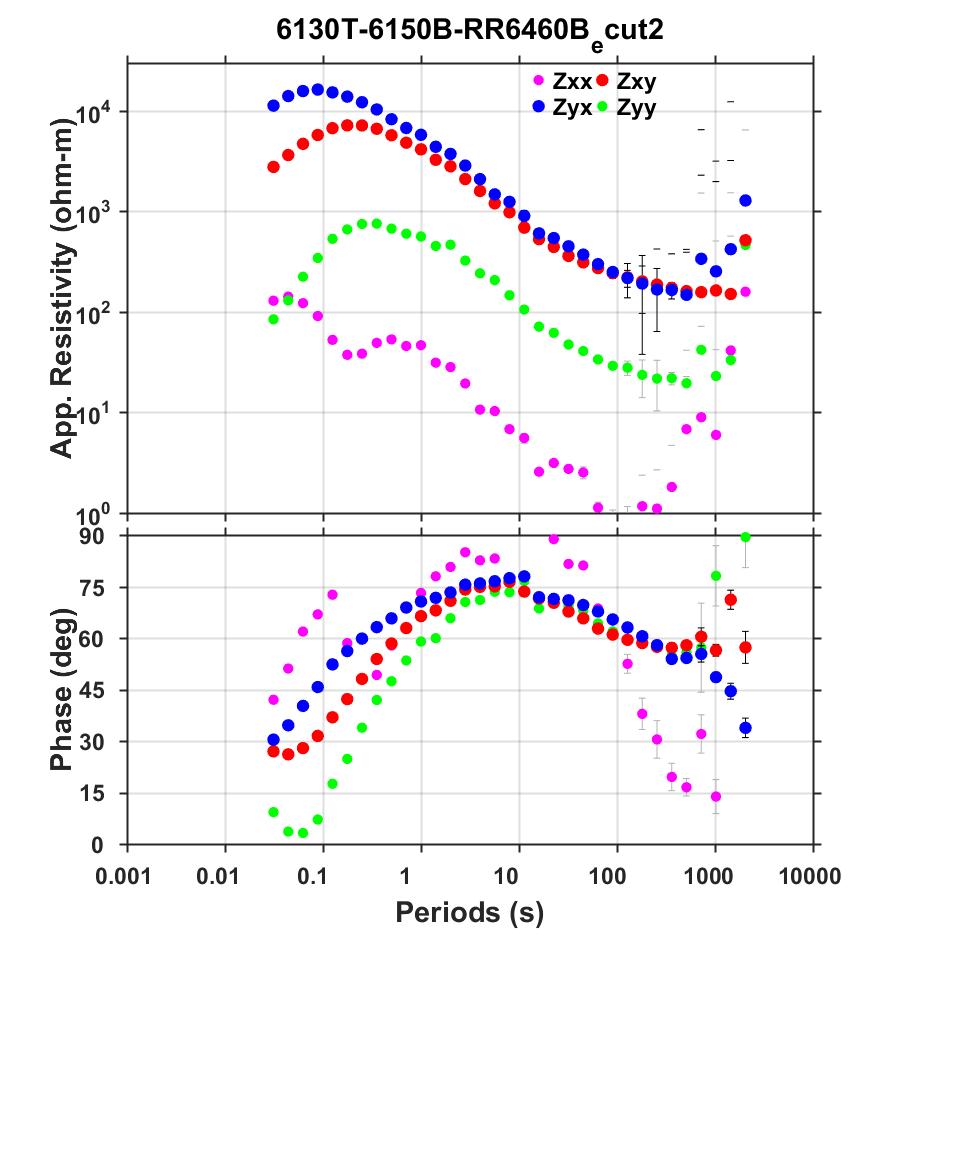 6130T-6150B-RR6460Becut2
Zxx Zxy
Zyx Zyy
App. Resistivity (ohm-m)
10^4
10^3
10^2
10^1
10^0
Phase (deg)
90
75
60
45
30
15
0
0.001 0.01 0.1 1 10 100 1000 10000
Periods (s)